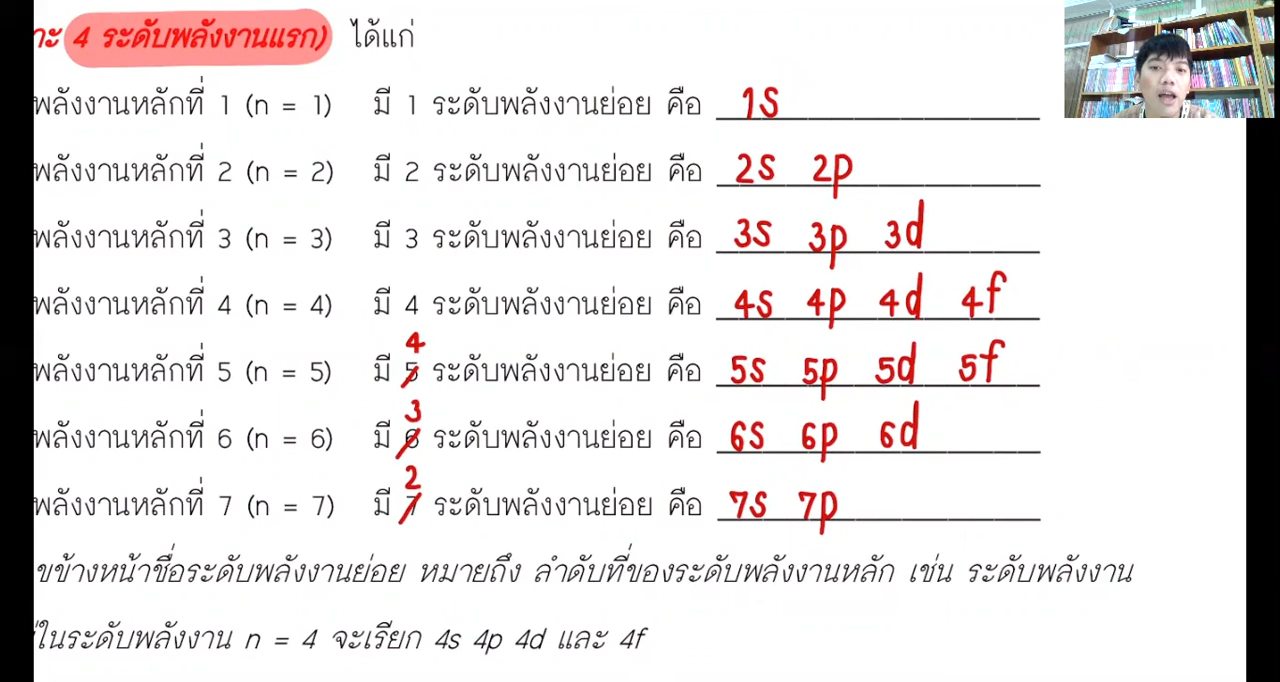 4 ระดับพลังงานแรก) ได้แก่
พลังงานหลักที่ 1 (n = 1) มี 1 ระดับพลังงานย่อย คือ 1s
พลังงานหลักที่ 2 (n = 2) มี 2 ระดับพลังงานย่อย คือ 2s 2p
พลังงานหลักที่ 3 (n = 3) มี 3 ระดับพลังงานย่อย คือ 3s 3p 3d
พลังงานหลักที่ 4 (n = 4) มี 4 ระดับพลังงานย่อย คือ 4s 4p 4d 4f
4
พลังงานหลักที่ 5 (n = 5) มี 5 ระดับพลังงานย่อย คือ 5s 5p 5d 5f
3
พลังงานหลักที่ 6 (n = 6) มี 6 ระดับพลังงานย่อย คือ 6s 6p 6d
2
พลังงานหลักที่ 7 (n = 7) มี 7 ระดับพลังงานย่อย คือ 7s 7p
ขข้างหน้าชื่อระดับพลังงานย่อย หมายถึง ลำดับที่ของระดับพลังงานหลัก เช่น ระดับพลังงาน
ในระดับพลังงาน n = 4 จะเรียก 4s 4p 4d และ 4f